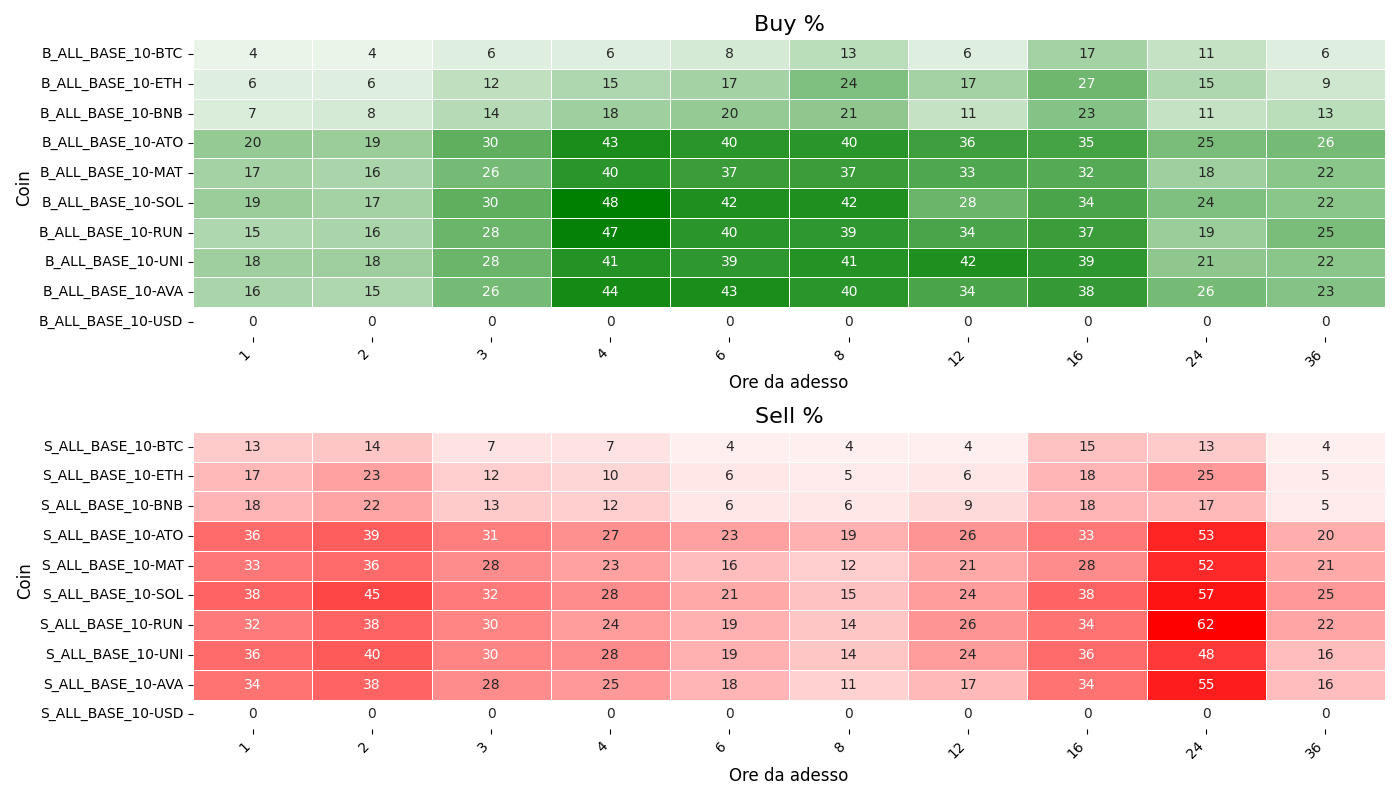 Buy %
Coin
B_ALL_BASE_10-BTC 4 4 6 6 8 13 6 17 11 6
B_ALL_BASE_10-ETH 6 6 12 15 17 24 17 27 15 9
B_ALL_BASE_10-BNB 7 8 14 18 20 21 11 23 11 13
B_ALL_BASE_10-ATO 20 19 30 43 40 40 36 35 25 26
B_ALL_BASE_10-MAT 17 16 26 40 37 37 33 32 18 22
B_ALL_BASE_10-SOL 19 17 30 48 42 42 28 34 24 22
B_ALL_BASE_10-RUN 15 16 28 47 40 39 34 37 19 25
B_ALL_BASE_10-UNI 18 18 28 41 39 41 42 39 21 22
B_ALL_BASE_10-AVA 16 15 26 44 43 40 34 38 26 23
B_ALL_BASE_10-USD 0 0 0 0 0 0 0 0 0 0
1 2 3 4 6 8 12 16 24 36
Ore da adesso
Sell %
Coin
S_ALL_BASE_10-BTC 13 14 7 7 4 4 4 15 13 4
S_ALL_BASE_10-ETH 17 23 12 10 6 5 6 18 25 5
S_ALL_BASE_10-BNB 18 22 13 12 6 6 9 18 17 5
S_ALL_BASE_10-ATO 36 39 31 27 23 19 26 33 53 20
S_ALL_BASE_10-MAT 33 36 28 23 16 12 21 28 52 21
S_ALL_BASE_10-SOL 38 45 32 28 21 15 24 38 57 25
S_ALL_BASE_10-RUN 32 38 30 24 19 14 26 34 62 22
S_ALL_BASE_10-UNI 36 40 30 28 19 14 24 36 48 16
S_ALL_BASE_10-AVA 34 38 28 25 18 11 17 34 55 16
S_ALL_BASE_10-USD 0 0 0 0 0 0 0 0 0 0
1 2 3 4 6 8 12 16 24 36
Ore da adesso